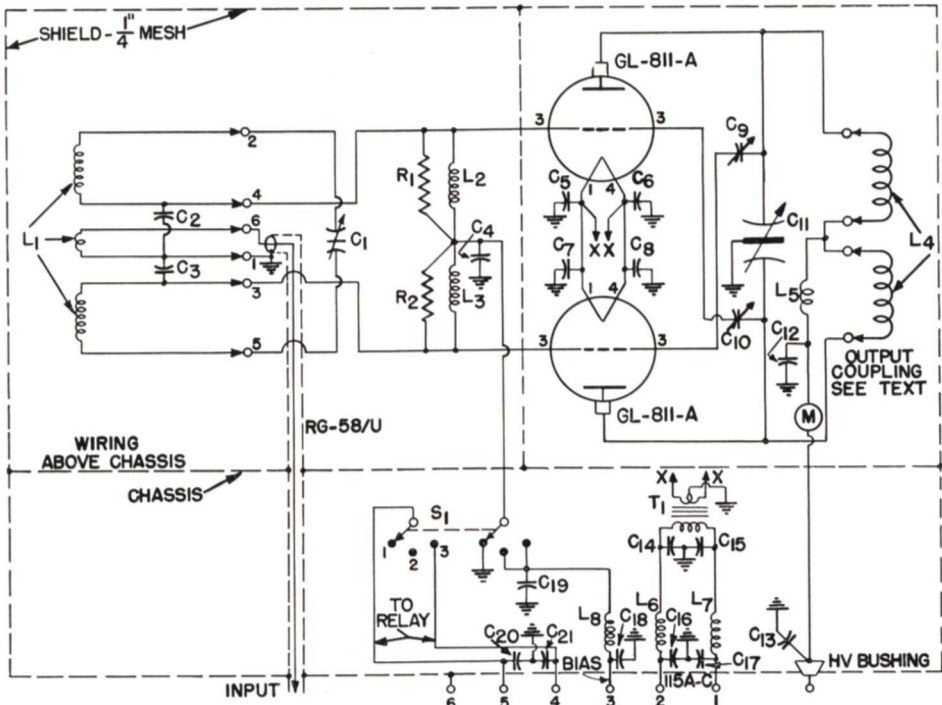 SHIELD - 1/4" MESH
GL-811-A
3
3
C9
2
4
6
1
3
5
L1
C2
C3
C1
R1
L2
C4
R2
L3
C5
1
4
C6
X X
C7
C8
1
4
C11
L4
L5
C10
C12
3
3
M
OUTPUT
COUPLING
SEE TEXT
GL-811-A
RG-58/U
WIRING
ABOVE CHASSIS
CHASSIS
X
X
T1
S1
1
2
3
C14
C15
C19
TO
RELAY
L8
C18
L6
C16
L7
C13
C20
C21
BIAS
C17
HV BUSHING
115A-C
INPUT
6
5
4
3
2
1